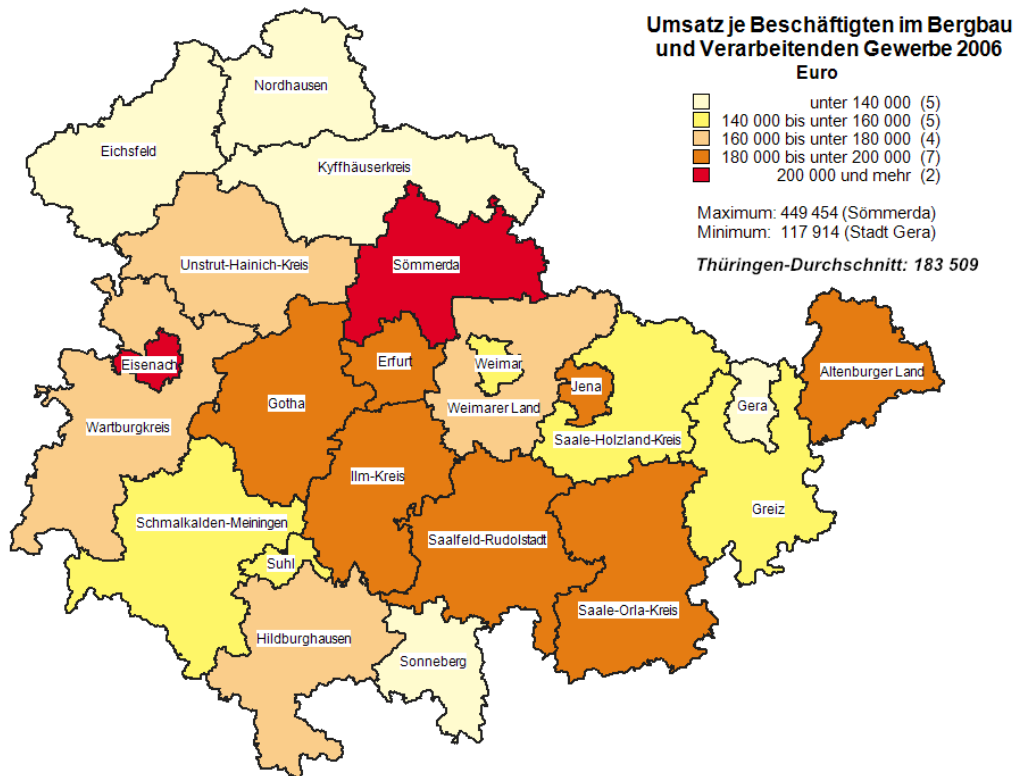 Umsatz je Beschäftigten im Bergbau
und Verarbeitenden Gewerbe 2006
Euro
unter 140 000 (5)
140 000 bis unter 160 000 (5)
160 000 bis unter 180 000 (4)
180 000 bis unter 200 000 (7)
200 000 und mehr (2)
Maximum: 449 454 (Sömmerda)
Minimum: 117 914 (Stadt Gera)
Thüringen-Durchschnitt: 183 509
Nordhausen
Eichsfeld
Kyffhäuserkreis
Unstrut-Hainich-Kreis
Sömmerda
Eisenach
Erfurt
Weimar
Altenburger Land
Jena
Gotha
Weimarer Land
Gera
Wartburgkreis
Saale-Holzland-Kreis
Ilm-Kreis
Greiz
Schmalkalden-Meiningen
Saalfeld-Rudolstadt
Suhl
Saale-Orla-Kreis
Hildburghausen
Sonneberg